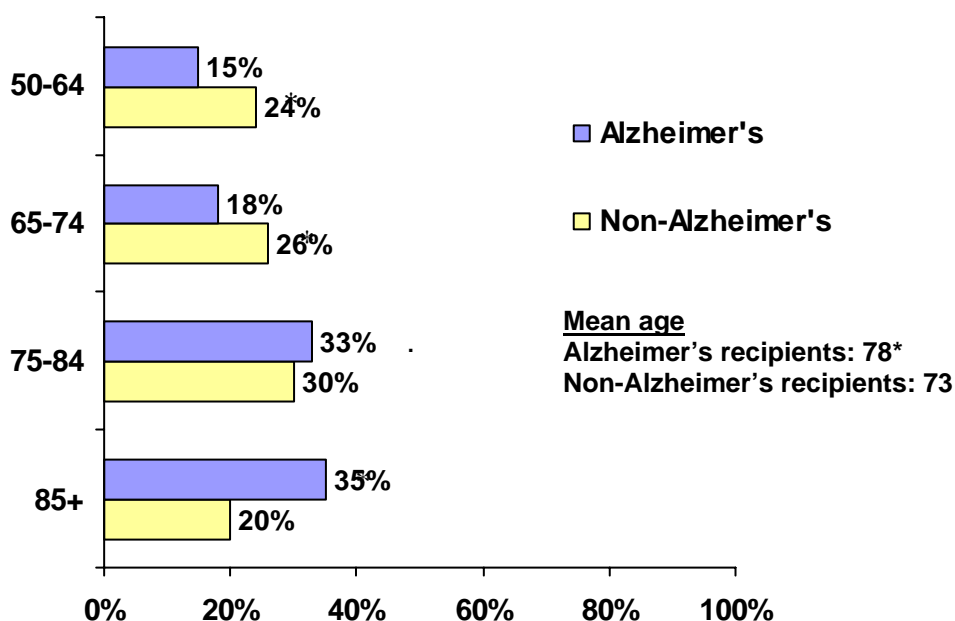 50-64
15%
24%*
Alzheimer's
65-74
18%
26%*
Non-Alzheimer's
75-84
33%
30%
Mean age
Alzheimer’s recipients: 78*
Non-Alzheimer’s recipients: 73
85+
35%*
20%
0% 20% 40% 60% 80% 100%